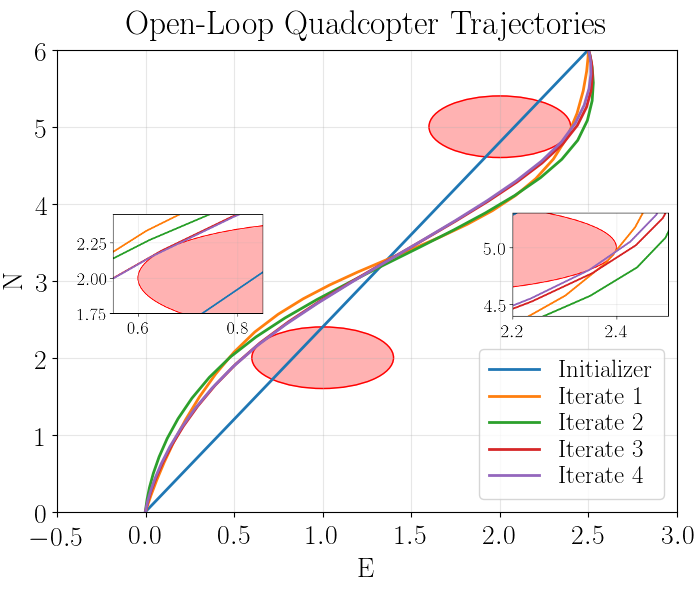 Open-Loop Quadcopter Trajectories
N
6
5
4
3
2
1
0
2.25
2.00
1.75
0.6
0.8
5.0
4.5
2.2
2.4
Initializer
Iterate 1
Iterate 2
Iterate 3
Iterate 4
−0.5 0.0 0.5 1.0 1.5 2.0 2.5 3.0
E